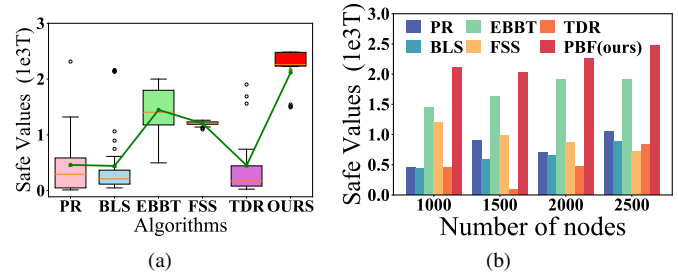 Safe Values (1e3T)
3
2
1
0
PR BLS EBBT FSS TDR OURS
Algorithms
(a)
Safe Values (1e3T)
3.0
2.5
2.0
1.5
1.0
0.5
0.0
PR EBBT TDR
BLS FSS PBF(ours)
1000 1500 2000 2500
Number of nodes
(b)